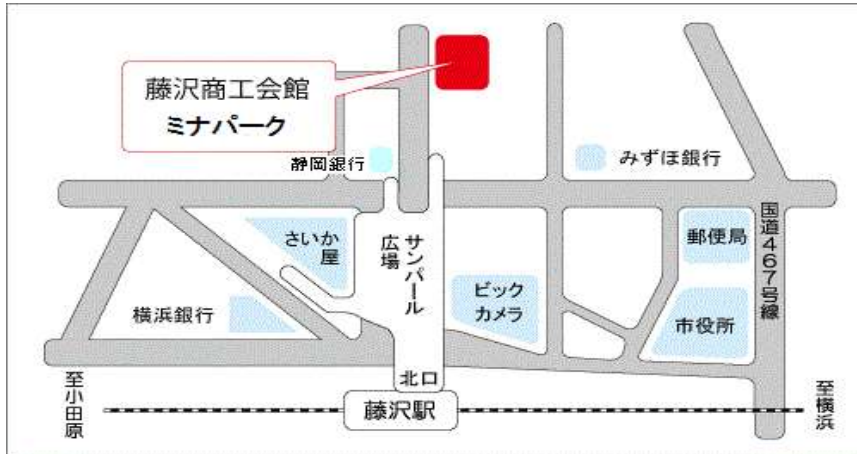 藤沢商工会館
ミナパーク
静岡銀行
みずほ銀行
さいか
屋
サンパール
広場
郵便局
国道467号線
横浜銀行
ビック
カメラ
市役所
北口
至小田原
藤沢駅
至横浜